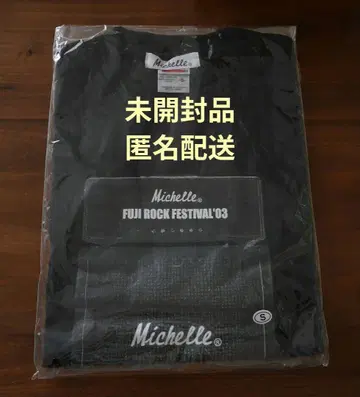 Michelle®
未開封品
匿名配送
Michelle®
FUJI ROCK FESTIVAL'03
Michelle®
S